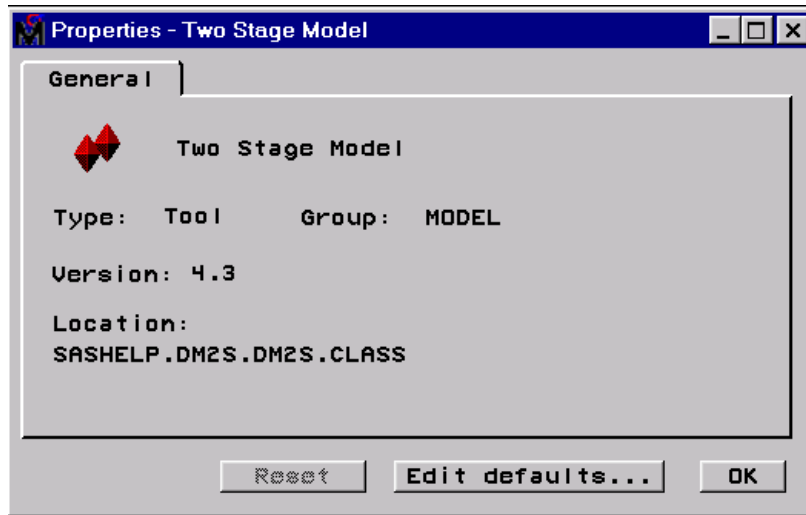 Properties - Two Stage Model
General
Two Stage Model
Type: Tool Group: MODEL
Version: 4.3
Location:
SASHELP.DM2S.DM2S.CLASS
Reset Edit defaults... OK